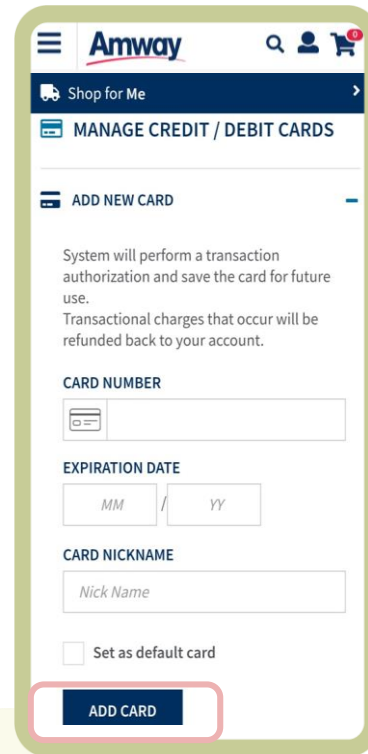 Amway
0
Shop for Me
MANAGE CREDIT / DEBIT CARDS
ADD NEW CARD
System will perform a transaction
authorization and save the card for future
use.
Transactional charges that occur will be
refunded back to your account.
CARD NUMBER
EXPIRATION DATE
MM / YY
CARD NICKNAME
Nick Name
Set as default card
ADD CARD